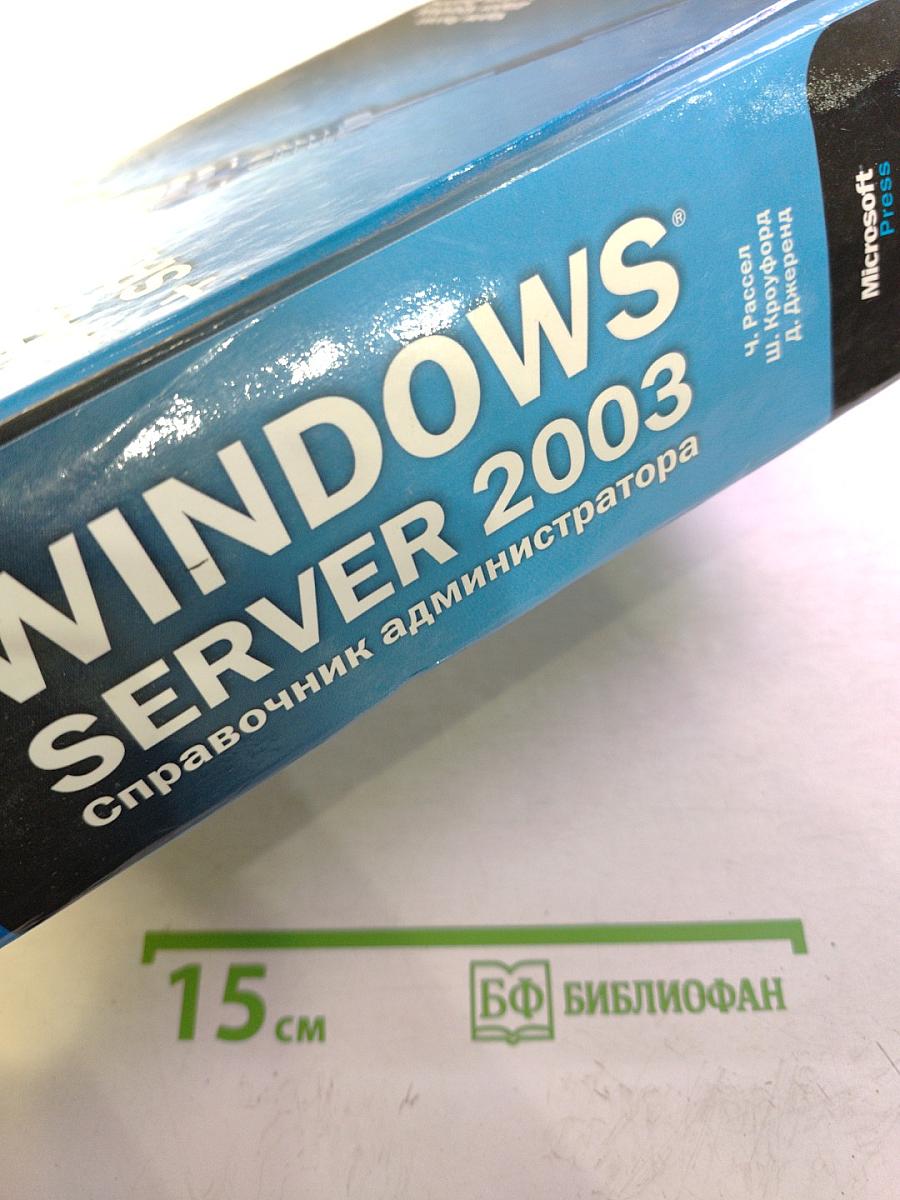 WINDOWS®
SERVER 2003
Справочник администратора
Ч. Рассел
Ш. Кроуфорд
Д. Джеренд
Microsoft
Press
15 см
БФ БИБЛИОФАН